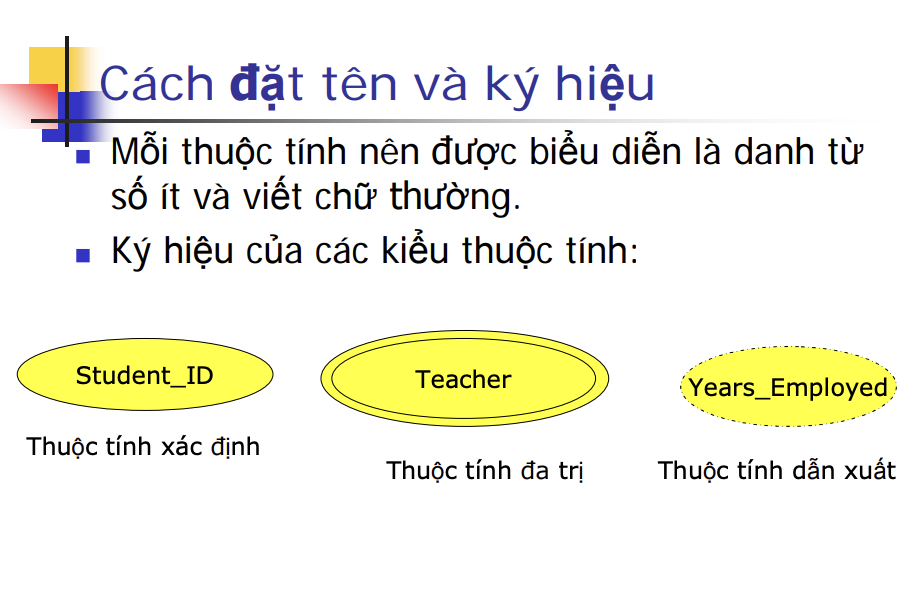 Cách đặt tên và ký hiệu
Mỗi thuộc tính nên được biểu diễn là danh từ
số ít và viết chữ thường.
Ký hiệu của các kiểu thuộc tính:
Student_ID
Teacher
Years_Employed
Thuộc tính xác định
Thuộc tính đa trị
Thuộc tính dẫn xuất